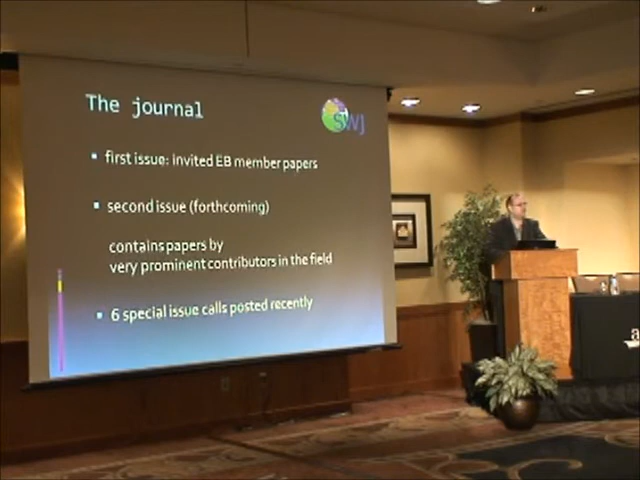 The journal
SWJ
first issue: invited EB member papers
second issue (forthcoming)
contains papers by
very prominent contributors in the field
6 special issue calls posted recently
a